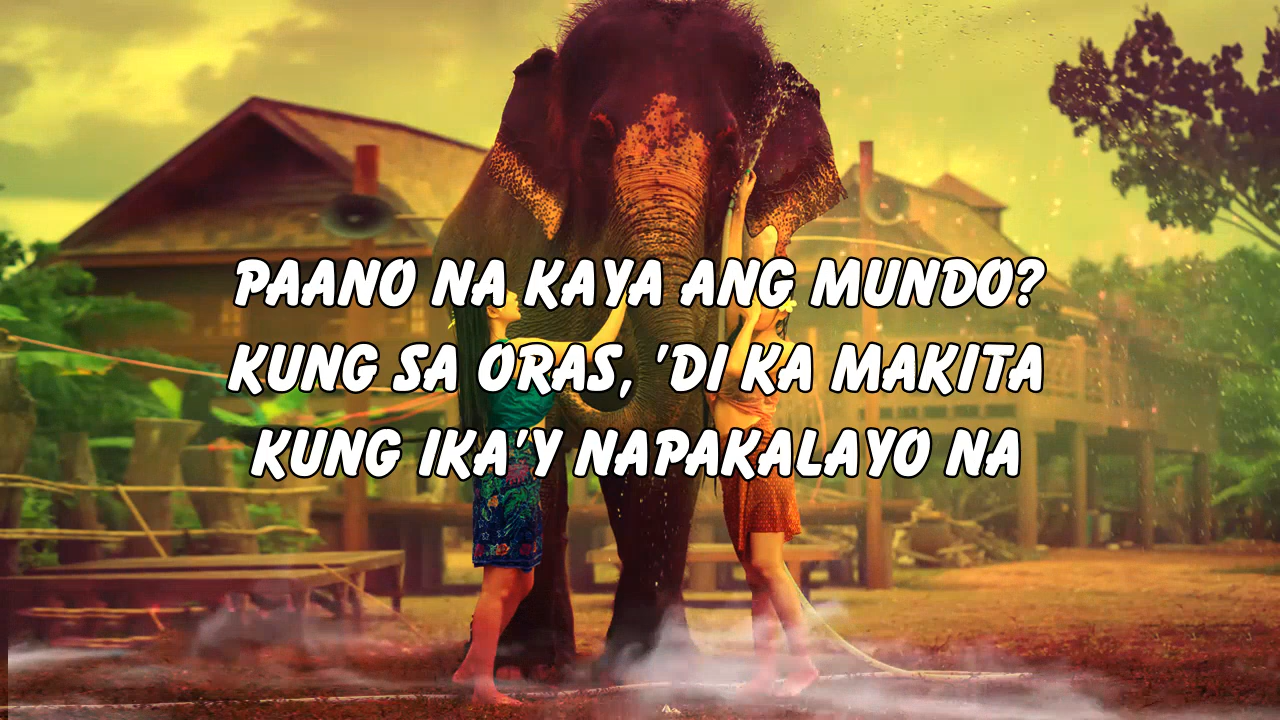 PAANO NA KAYA ANG MUNDO?
KUNG SA ORAS, 'DI KA MAKITA
KUNG IKA'Y NAPAKALAYO NA